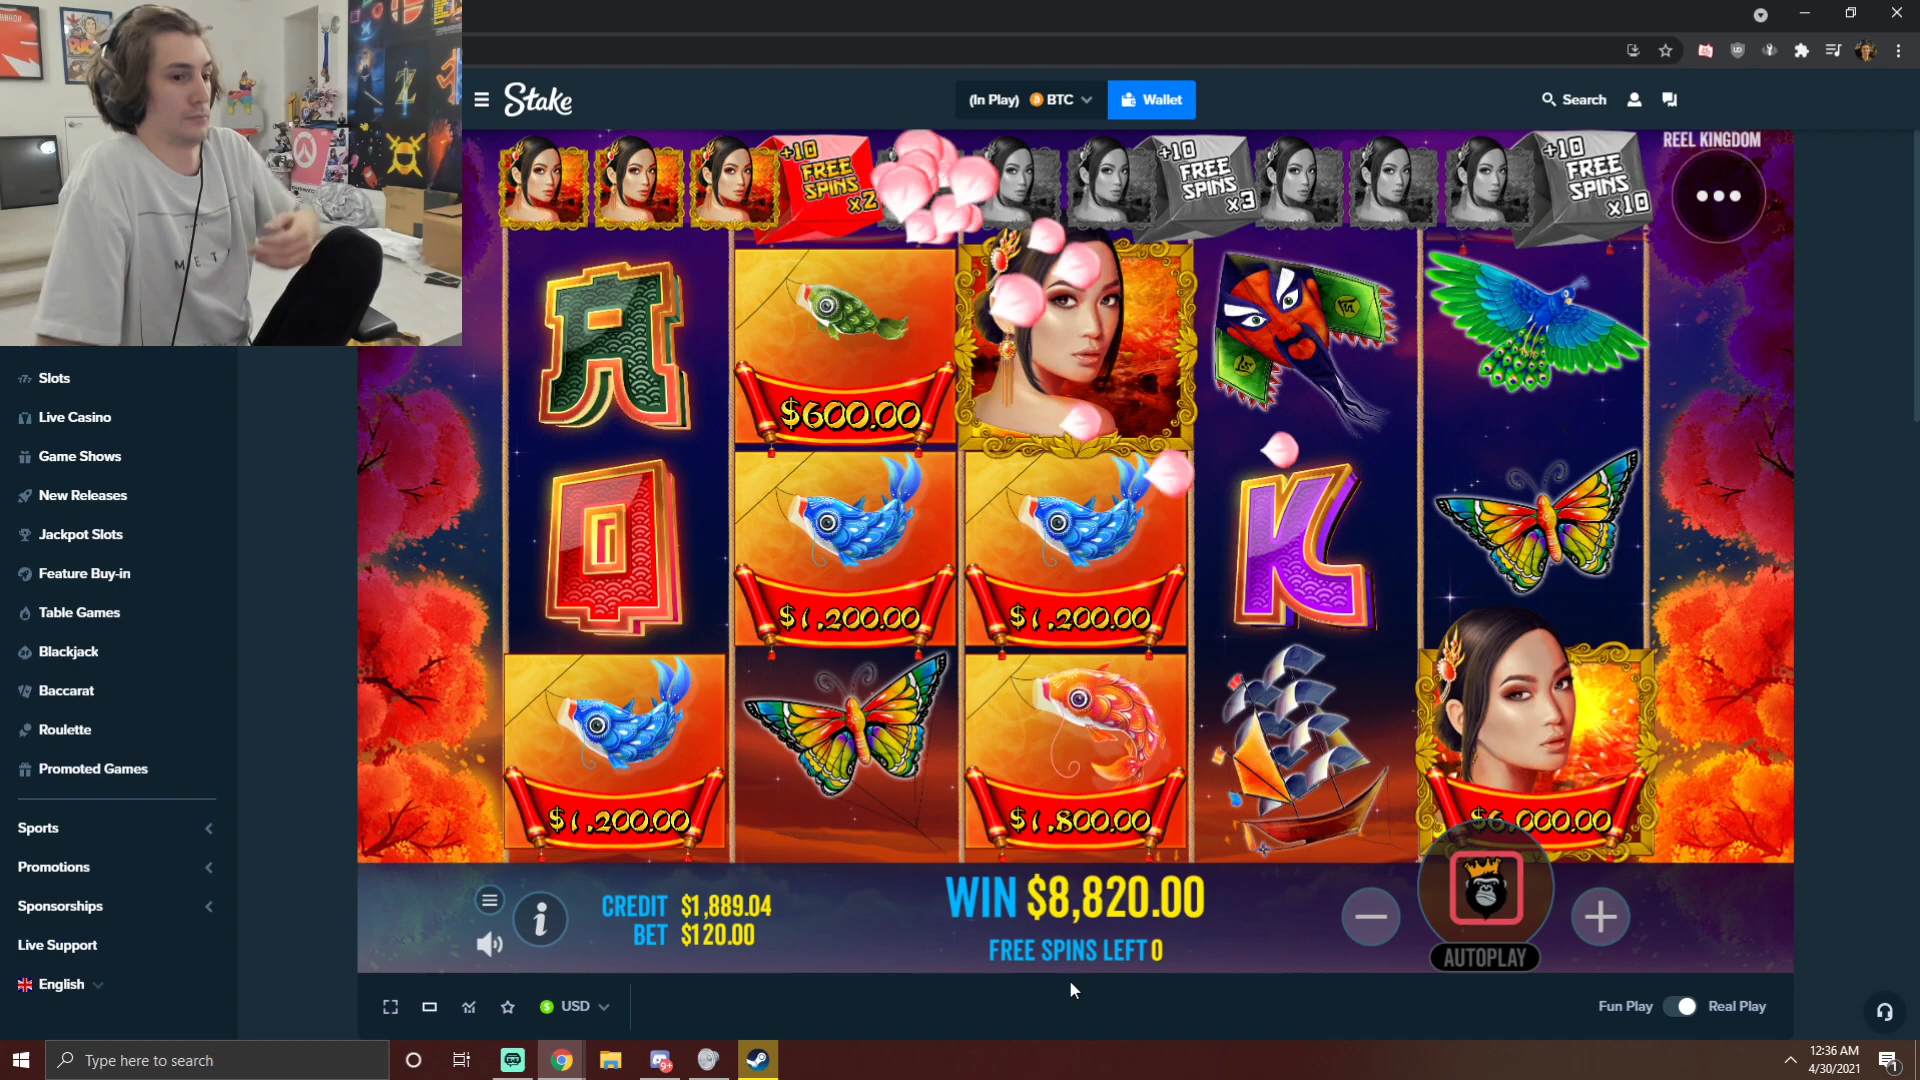 Stake
(In Play) BTC
Wallet
Search
+10 FREE SPINS x2
+10 FREE SPINS x3
+10 FREE SPINS x10
REEL KINGDOM
$600.00
$1,200.00
$1,200.00
K
$1,200.00
$1,800.00
$6,000.00
Slots
Live Casino
Game Shows
New Releases
Jackpot Slots
Feature Buy-in
Table Games
Blackjack
Baccarat
Roulette
Promoted Games
Sports
Promotions
Sponsorships
Live Support
English
CREDIT $1,889.04
BET $120.00
WIN $8,820.00
FREE SPINS LEFT 0
AUTOPLAY
USD
Fun Play
Real Play
Type here to search
9+
12:36 AM
4/30/2021
1